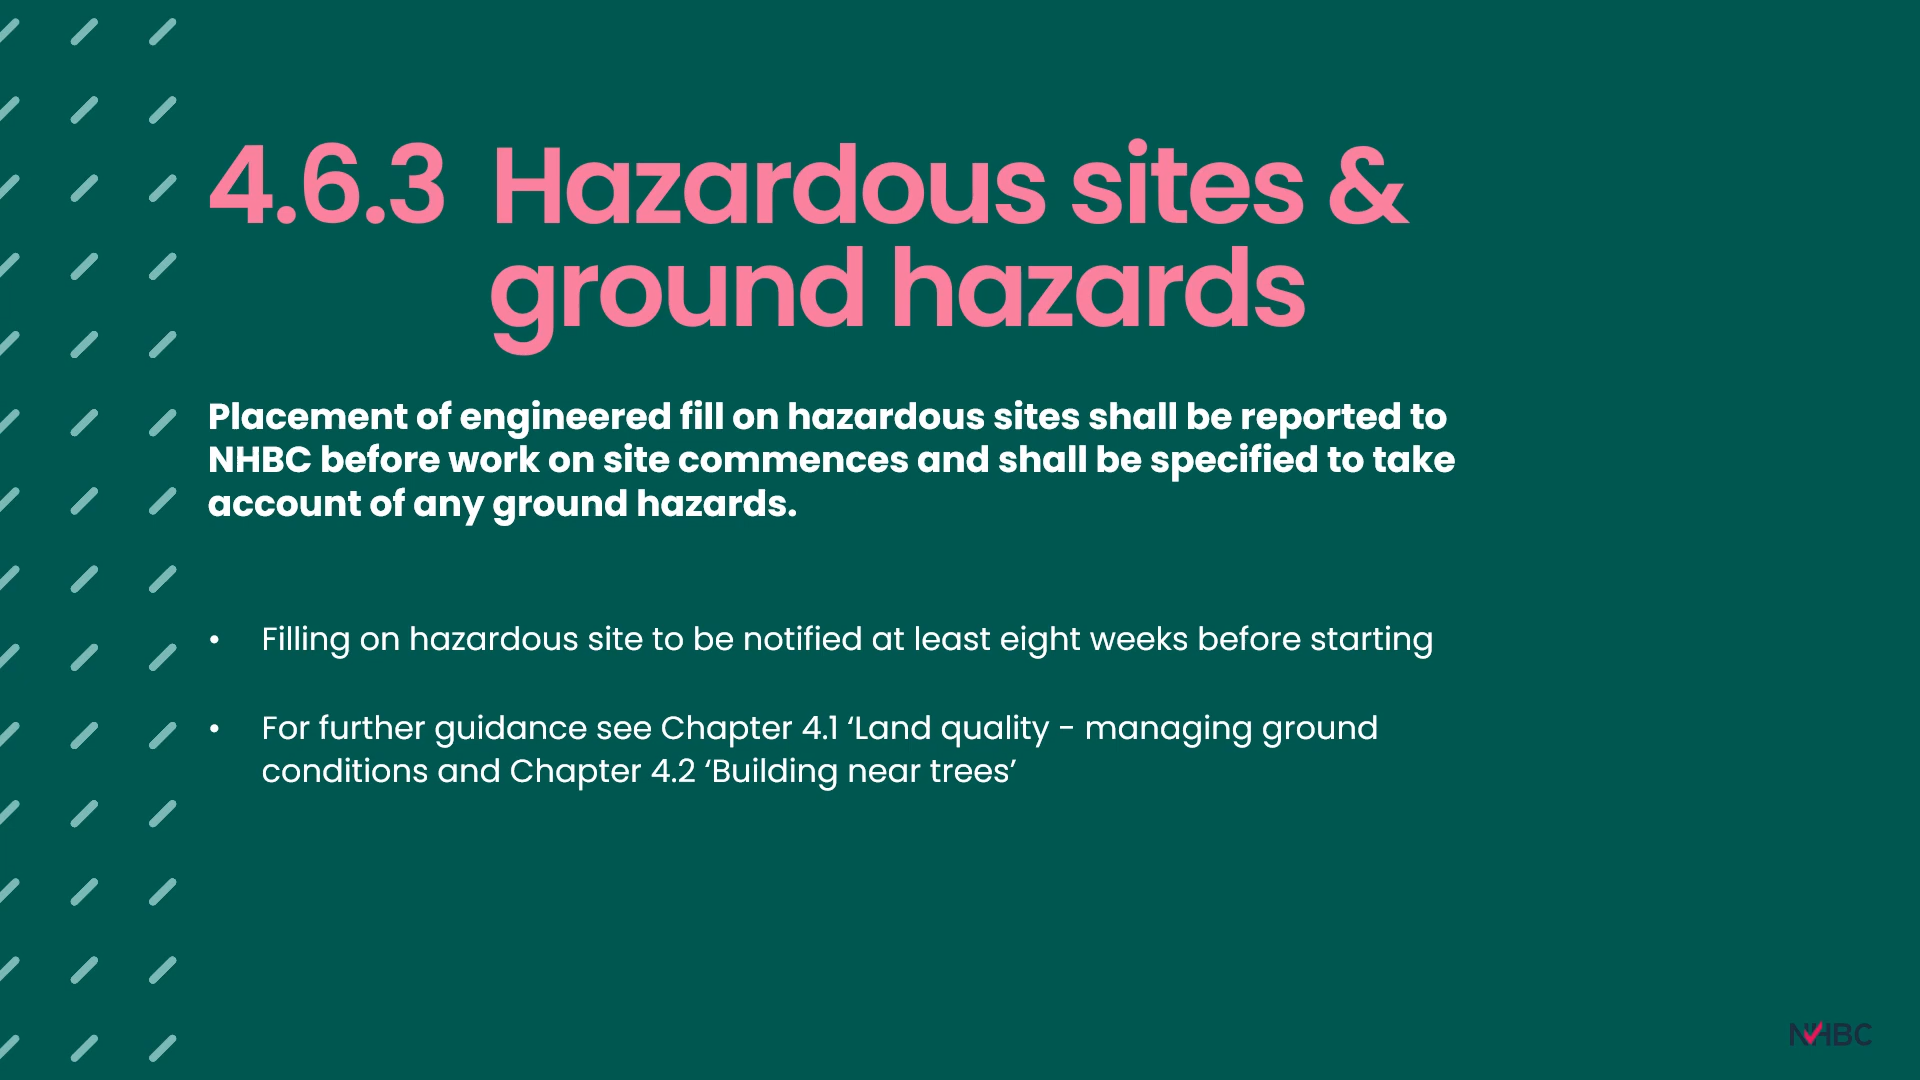 4.6.3 Hazardous sites &
ground hazards
Placement of engineered fill on hazardous sites shall be reported to
NHBC before work on site commences and shall be specified to take
account of any ground hazards.
• Filling on hazardous site to be notified at least eight weeks before starting
• For further guidance see Chapter 4.1 ‘Land quality - managing ground
conditions and Chapter 4.2 ‘Building near trees’
NHBC